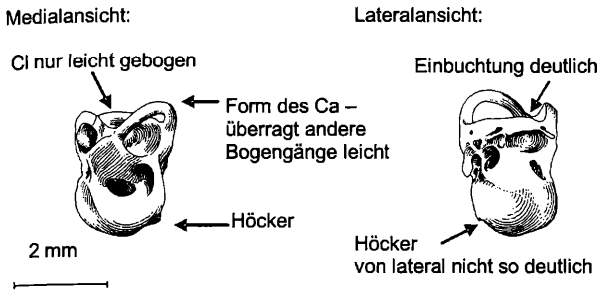 Medialansicht:
Cl nur leicht gebogen
Form des Ca –
überragt andere
Bogengänge leicht
Höcker
2 mm
Lateralansicht:
Einbuchtung deutlich
Höcker
von lateral nicht so deutlich